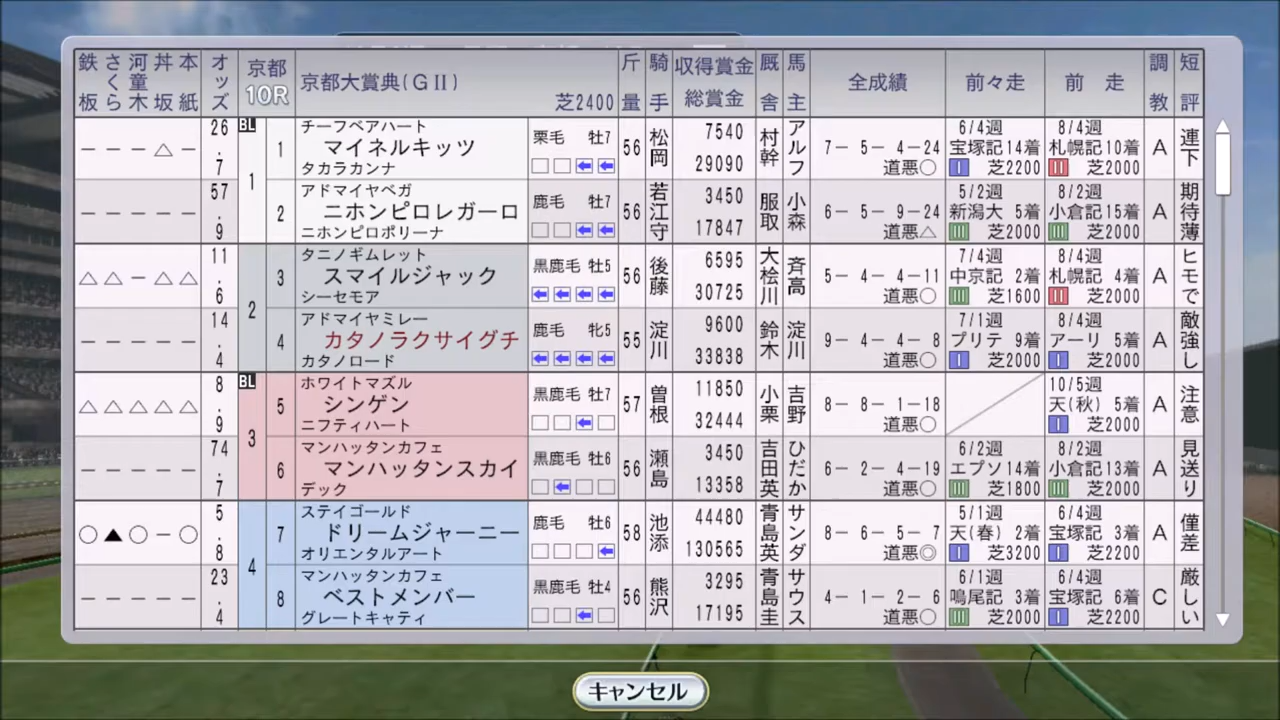 鉄板 さくら 河童木 丼坂 本紙 オッズ 京都10R 京都大賞典(GⅡ) 芝2400 斤量 騎手 収得賞金 総賞金 厩舎 馬主 全成績 前々走 前走 調教 短評
－ － － △ － 26.7 BL 1 1 チーフベアハート 栗毛 牡7 56 松岡 7540 村幹 アルフ 7－ 5－ 4－24 6/4週 8/4週 A 連下
マイネルキッツ 宝塚記14着 札幌記10着
タカラカンナ 29090 道悪○ Ⅰ 芝2200 Ⅱ 芝2000
－ － － － － 57.9 2 アドマイヤベガ 鹿毛 牡7 56 若江守 3450 服取 小森 6－ 5－ 9－24 5/2週 8/2週 A 期待薄
ニホンピロレガーロ 新潟大 5着 小倉記15着
ニホンピロポリーナ 17847 道悪△ Ⅲ 芝2000 Ⅲ 芝2000
△ △ － △ △ 11.6 2 3 タニノギムレット 黒鹿毛 牡5 56 後藤 6595 大桧川 斉高 5－ 4－ 4－11 7/4週 8/4週 A ヒモで
スマイルジャック 中京記 2着 札幌記 4着
シーセモア 30725 道悪○ Ⅲ 芝1600 Ⅱ 芝2000
－ － － － － 14.4 4 アドマイヤミレー 鹿毛 牝5 55 淀川 9600 鈴木 淀川 9－ 4－ 4－ 8 7/1週 8/4週 A 敵強し
カタノラクサイグチ プリテ 9着 アーリ 5着
カタノロード 33838 道悪○ Ⅰ 芝2000 Ⅰ 芝2000
△ △ △ △ △ 8.9 BL 3 5 ホワイトマズル 黒鹿毛 牡7 57 曽根 11850 小栗 吉野 8－ 8－ 1－18 10/5週 A 注意
シンゲン 天(秋) 5着
ニフティハート 32444 道悪○ Ⅰ 芝2000
－ － － － － 74.7 6 マンハッタンカフェ 黒鹿毛 牡6 56 瀬島 3450 吉田英 ひだか 6－ 2－ 4－19 6/2週 8/2週 A 見送り
マンハッタンスカイ エプソ14着 小倉記13着
デック 13358 道悪○ Ⅲ 芝1800 Ⅲ 芝2000
○ ▲ ○ － ○ 5.8 4 7 ステイゴールド 鹿毛 牡6 58 池添 44480 青島英 サンダ 8－ 6－ 5－ 7 5/1週 6/4週 A 僅差
ドリームジャーニー 天(春) 2着 宝塚記 3着
オリエンタルアート 130565 道悪◎ Ⅰ 芝3200 Ⅰ 芝2200
－ － － － － 23.4 8 マンハッタンカフェ 黒鹿毛 牡4 56 熊沢 3295 青島圭 サウス 4－ 1－ 2－ 6 6/1週 6/4週 C 厳しい
ベストメンバー 鳴尾記 3着 宝塚記 6着
グレートキャティ 17195 道悪○ Ⅲ 芝2000 Ⅰ 芝2200
キャンセル